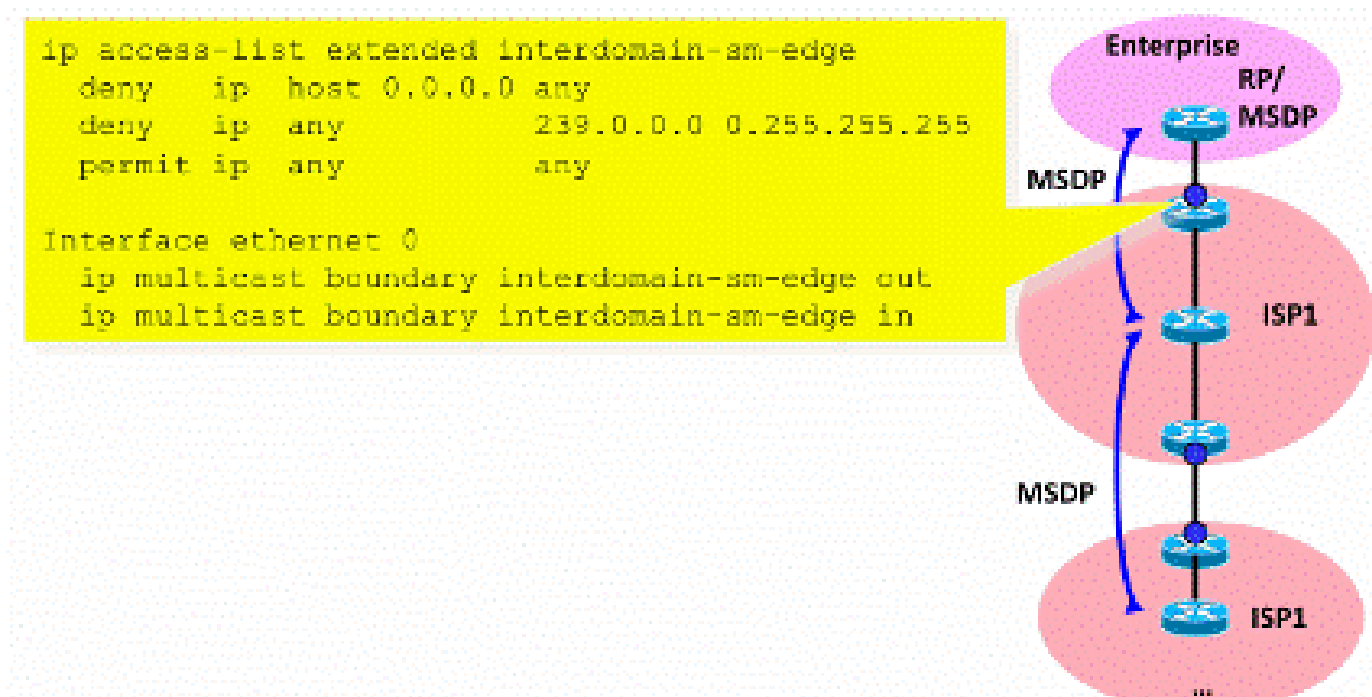 ip access-list extended interdomain-sm-edge
deny ip host 0.0.0.0 any
deny ip any 239.0.0.0 0.255.255.255
permit ip any any
Interface ethernet 0
ip multicast boundary interdomain-sm-edge out
ip multicast boundary interdomain-sm-edge in
Enterprise
RP/
MSDP
MSDP
ISP1
MSDP
ISP1
...